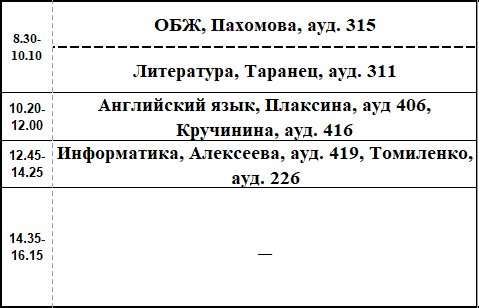 8.30-
10.10
ОБЖ, Пахомова, ауд. 315
Литература, Таранец, ауд. 311
10.20-
12.00
Английский язык, Плаксина, ауд 406,
Кручинина, ауд. 416
12.45-
14.25
Информатика, Алексеева, ауд. 419, Томиленко,
ауд. 226
14.35-
16.15
—